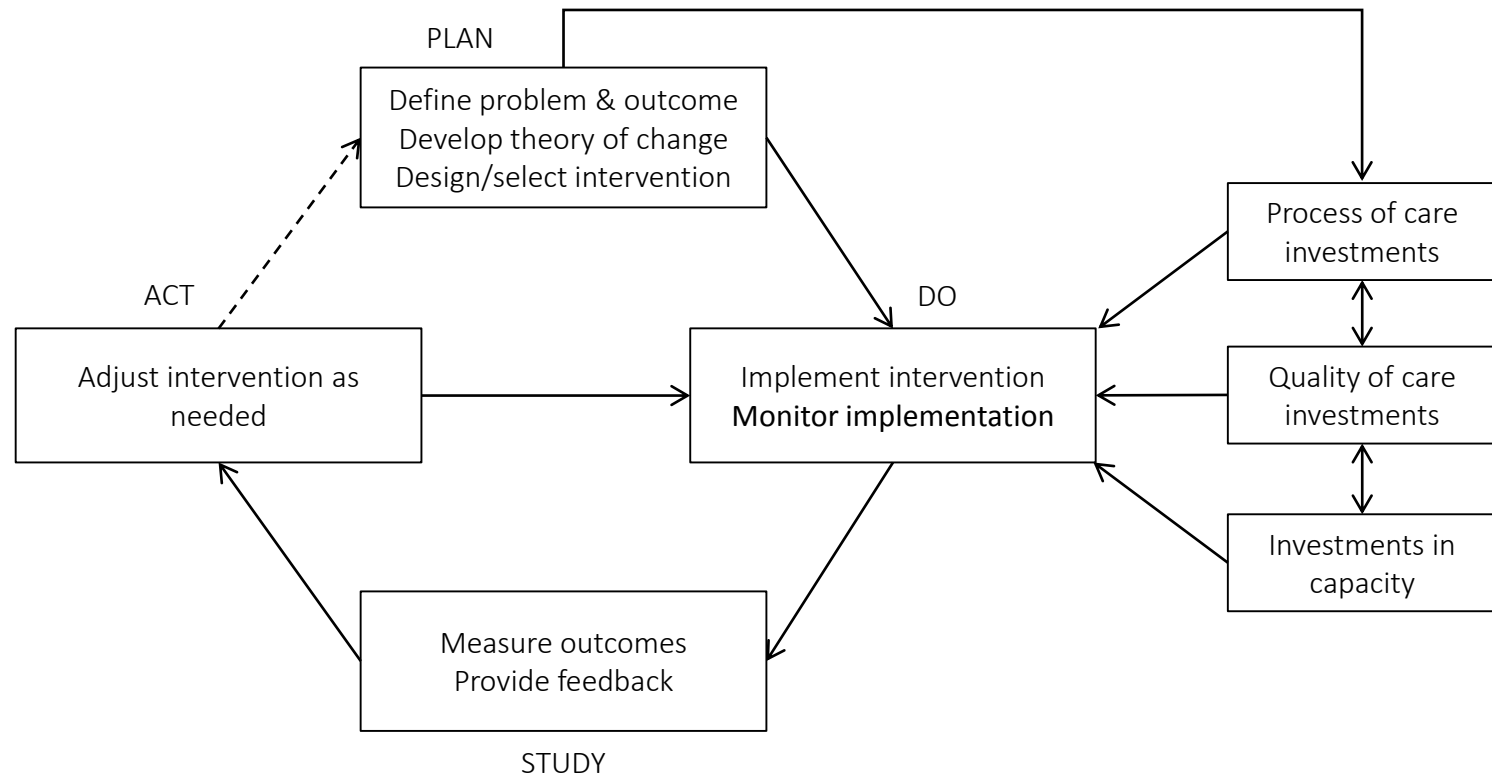 PLAN
Define problem & outcome
Develop theory of change
Design/select intervention
Process of care
investments
ACT
DO
Adjust intervention as
needed
Implement intervention
Monitor implementation
Quality of care
investments
Investments in
capacity
Measure outcomes
Provide feedback
STUDY